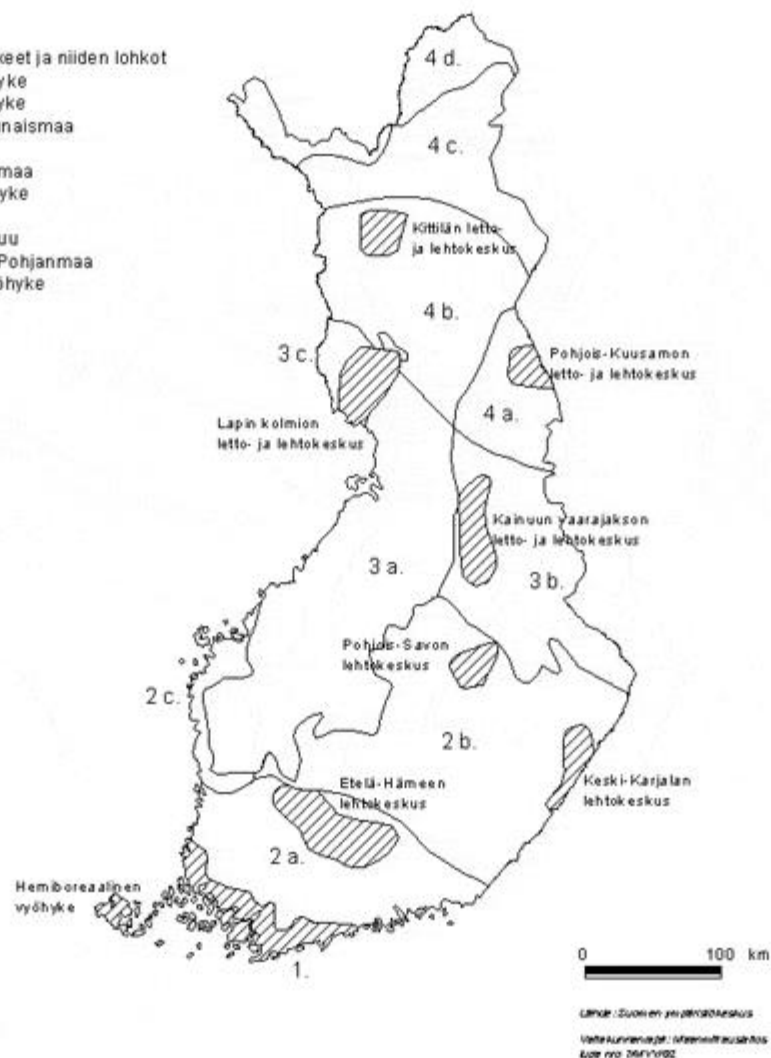 keet ja niiden lohkot
yke
yke
naismaa
maa
yke
uu
Pohjanmaa
öhyke
4 d.
4 c.
Kittilän letto-
ja lehtokeskus
4 b.
3 c.
Pohjois-Kuusamon
letto- ja lehtokeskus
4 a.
Lapin kolmion
letto- ja lehtokeskus
Kainuun vaarajakson
letto- ja lehtokeskus
3 a.
3 b.
Pohjois-Savon
lehtokeskus
2 c.
2 b.
Etelä-Hämeen
lehtokeskus
Keski-Karjalan
lehtokeskus
2 a.
Hemiboreaalinen
vyöhyke
1.
0 100 km
Lähde: Suomen ympäristökeskus